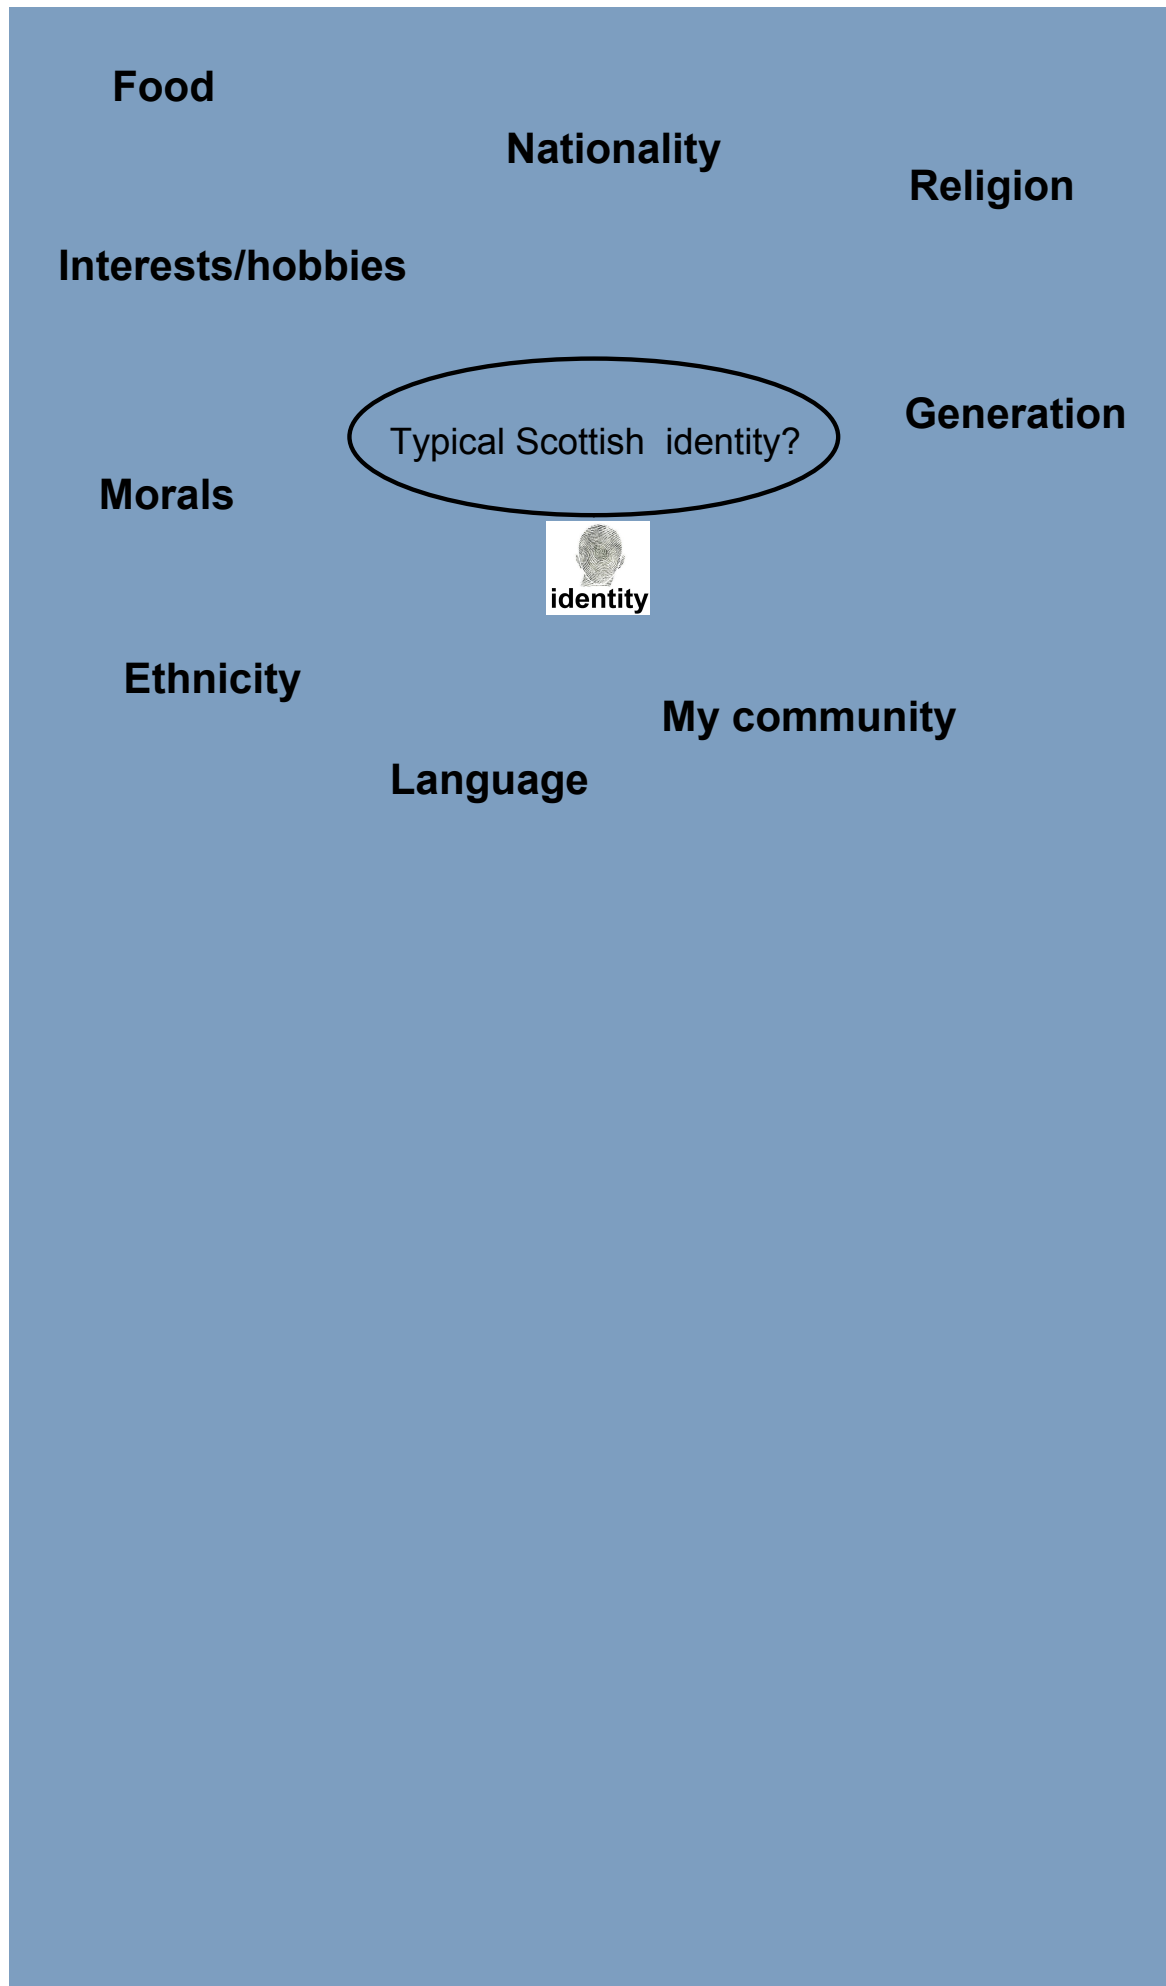 Food
Nationality
Religion
Interests/hobbies
Generation
Typical Scottish  identity?
Morals
identity
Ethnicity
My community
Language